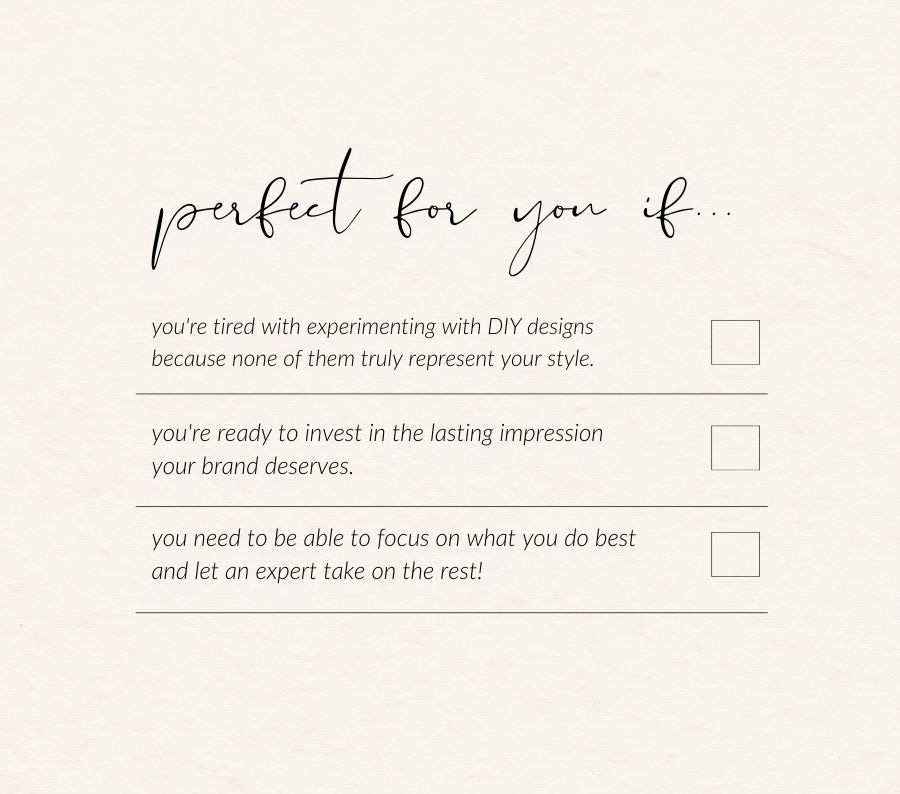 perfect for you if...
you're tired with experimenting with DIY designs
because none of them truly represent your style.
you're ready to invest in the lasting impression
your brand deserves.
you need to be able to focus on what you do best
and let an expert take on the rest!